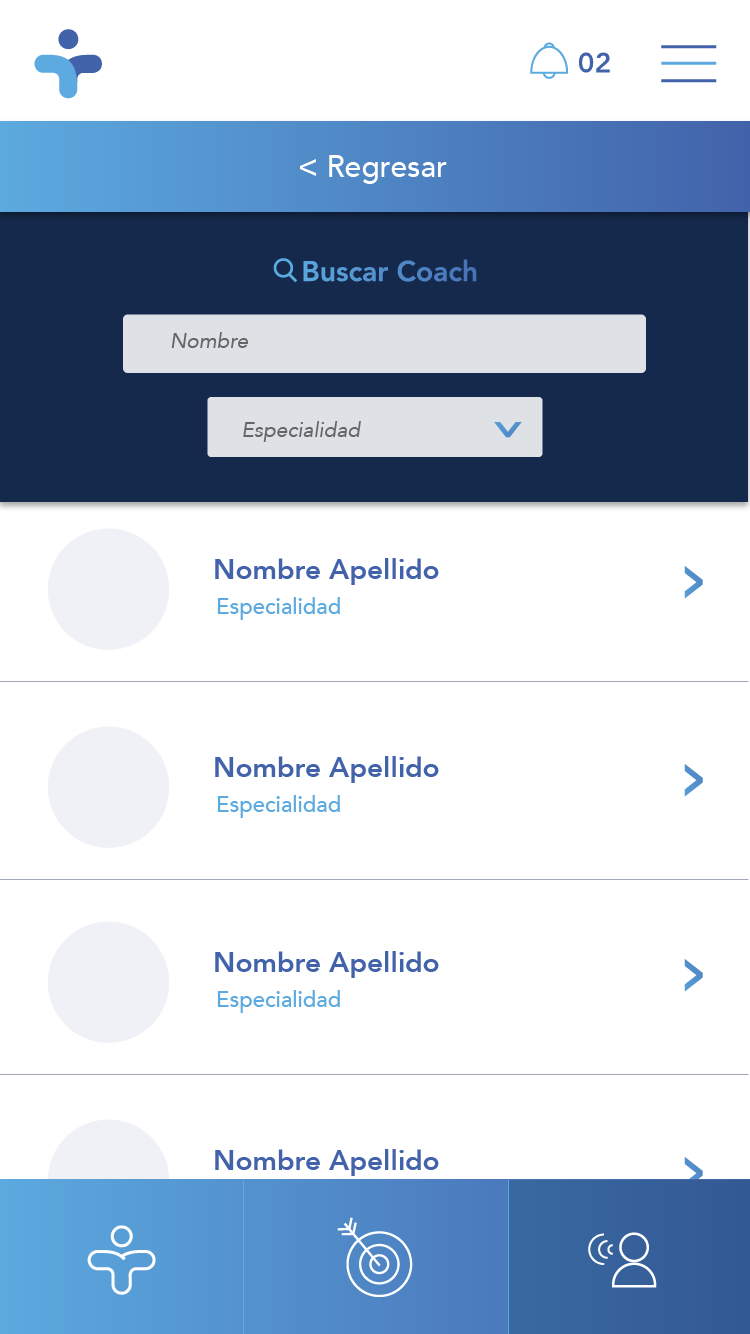 02
< Regresar
Buscar Coach
Nombre
Especialidad
Nombre Apellido
Especialidad
Nombre Apellido
Especialidad
Nombre Apellido
Especialidad
Nombre Apellido